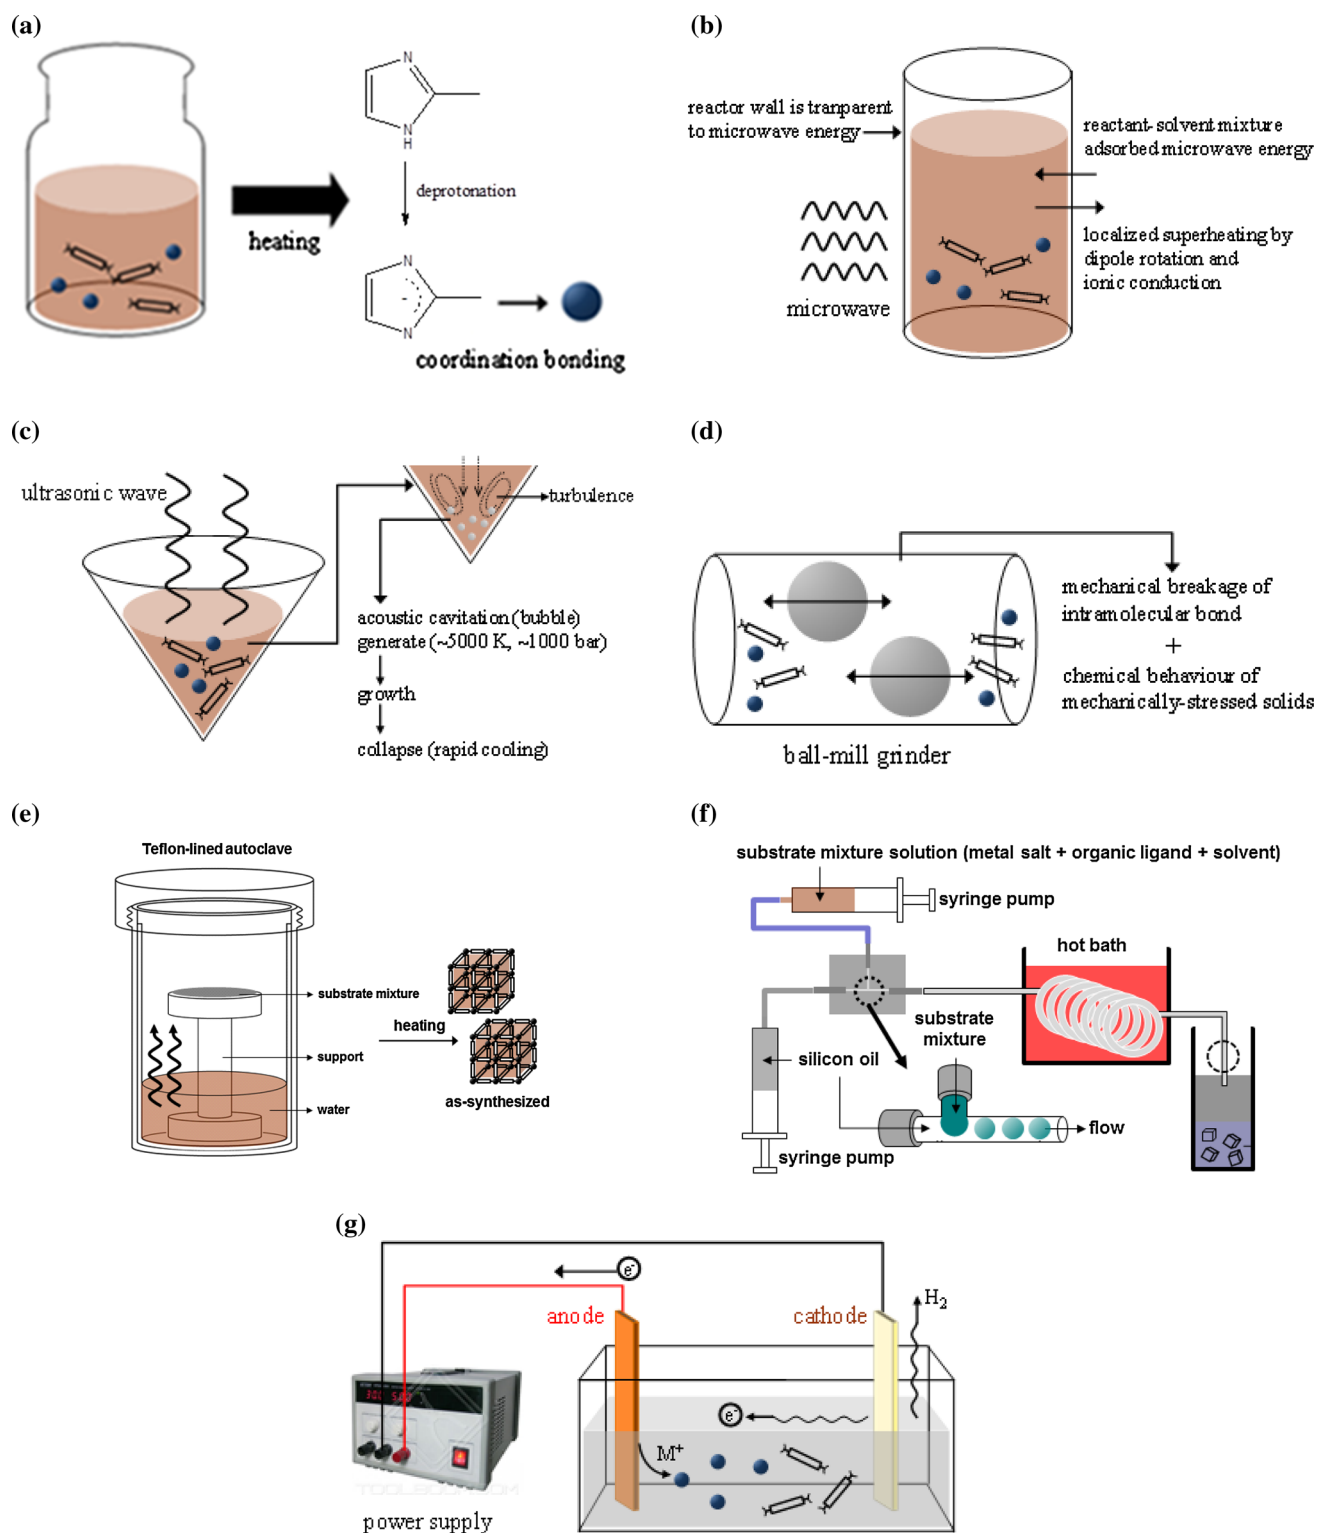 (a)
N
N
H
deprotonation
heating
N
-
N
coordination bonding
(b)
reactor wall is tranparent
to microwave energy
reactant-solvent mixture
adsorbed microwave energy
localized superheating by
dipole rotation and
ionic conduction
microwave
(c)
ultrasonic wave
turbulence
acoustic cavitation (bubble)
generate (~5000 K, ~1000 bar)
growth
collapse (rapid cooling)
(d)
mechanical breakage of
intramolecular bond
+
chemical behaviour of
mechanically-stressed solids
ball-mill grinder
(e)
Teflon-lined autoclave
substrate mixture
heating
support
water
as-synthesized
(f)
substrate mixture solution (metal salt + organic ligand + solvent)
syringe pump
hot bath
substrate
mixture
silicon oil
flow
syringe pump
(g)
e-
anode
cathode
H2
e-
M+
power supply